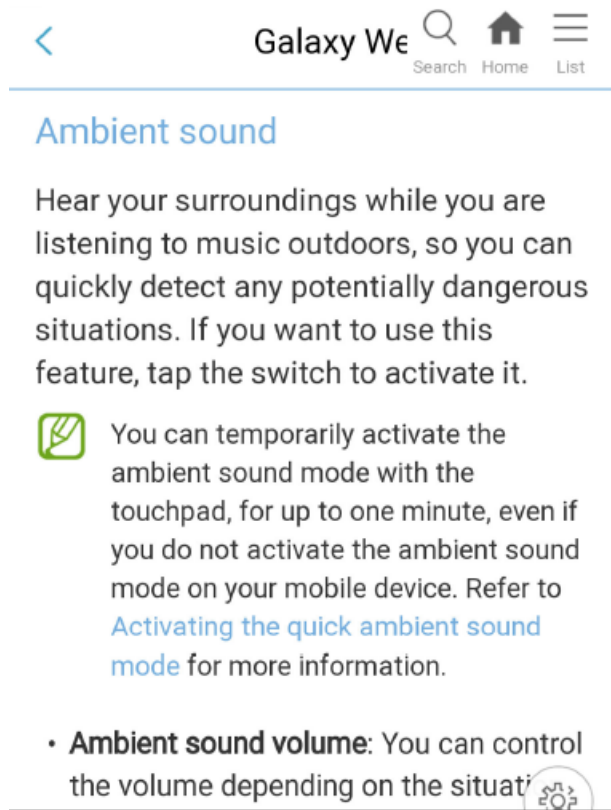 Galaxy We
Search Home List
Ambient sound
Hear your surroundings while you are
listening to music outdoors, so you can
quickly detect any potentially dangerous
situations. If you want to use this
feature, tap the switch to activate it.
You can temporarily activate the
ambient sound mode with the
touchpad, for up to one minute, even if
you do not activate the ambient sound
mode on your mobile device. Refer to
Activating the quick ambient sound
mode for more information.
• Ambient sound volume: You can control
the volume depending on the situati